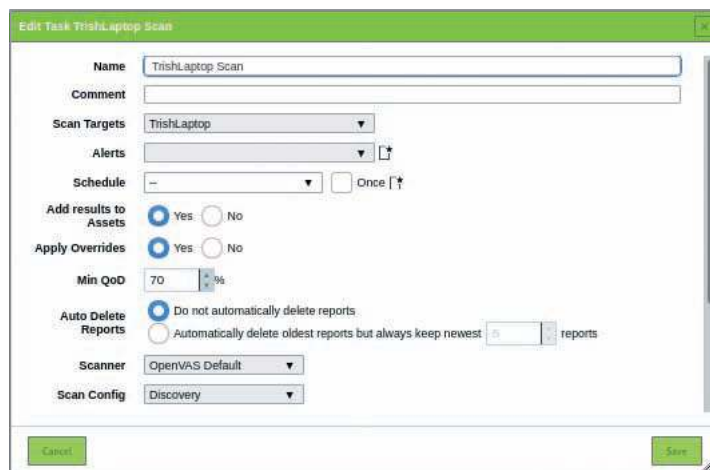 Edit Task TrishLaptop Scan
Name TrishLaptop Scan
Comment
Scan Targets TrishLaptop
Alerts
Schedule -- Once
Add results to Assets Yes No
Apply Overrides Yes No
Min QoD 70 %
Auto Delete Reports
Do not automatically delete reports
Automatically delete oldest reports but always keep newest 5 reports
Scanner OpenVAS Default
Scan Config Discovery
Cancel Save